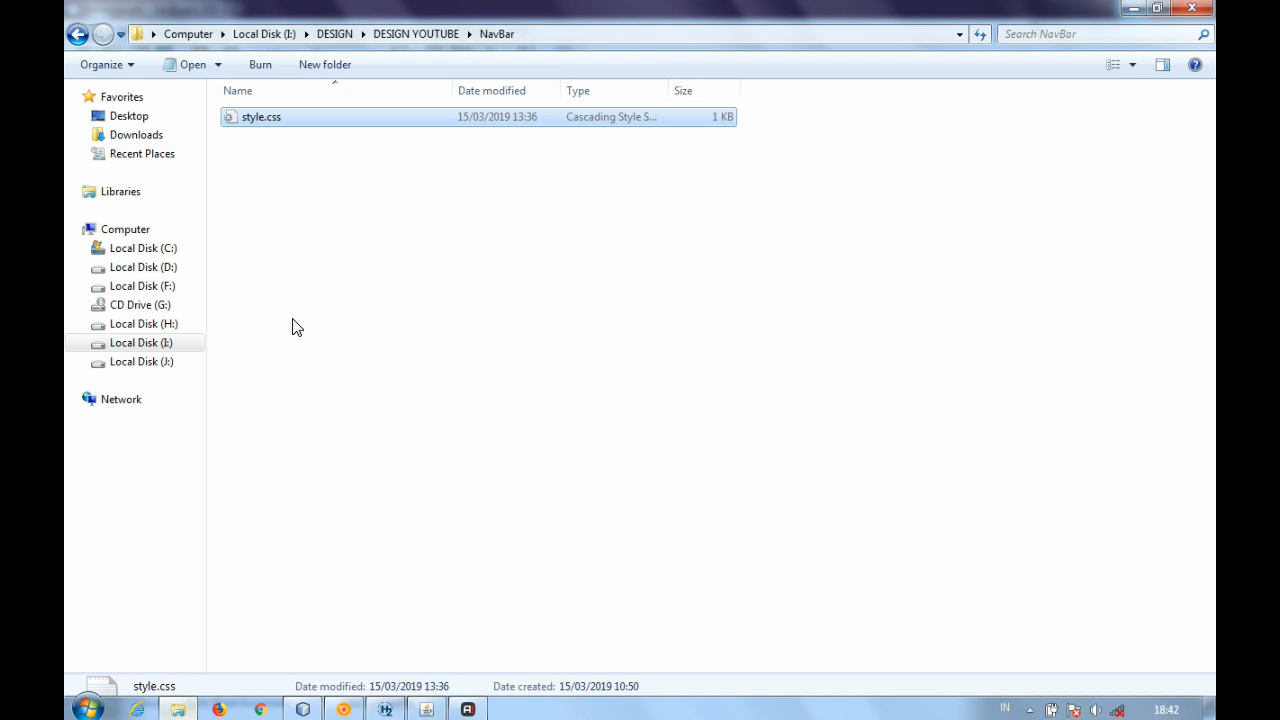 Computer Local Disk (I:) DESIGN DESIGN YOUTUBE NavBar Search NavBar
Organize Open Burn New folder
Name Date modified Type Size
style.css 15/03/2019 13:36 Cascading Style S... 1 KB
Favorites
Desktop
Downloads
Recent Places
Libraries
Computer
Local Disk (C:)
Local Disk (D:)
Local Disk (F:)
CD Drive (G:)
Local Disk (H:)
Local Disk (I:)
Local Disk (J:)
Network
style.css Date modified: 15/03/2019 13:36 Date created: 15/03/2019 10:50
IN 18:42